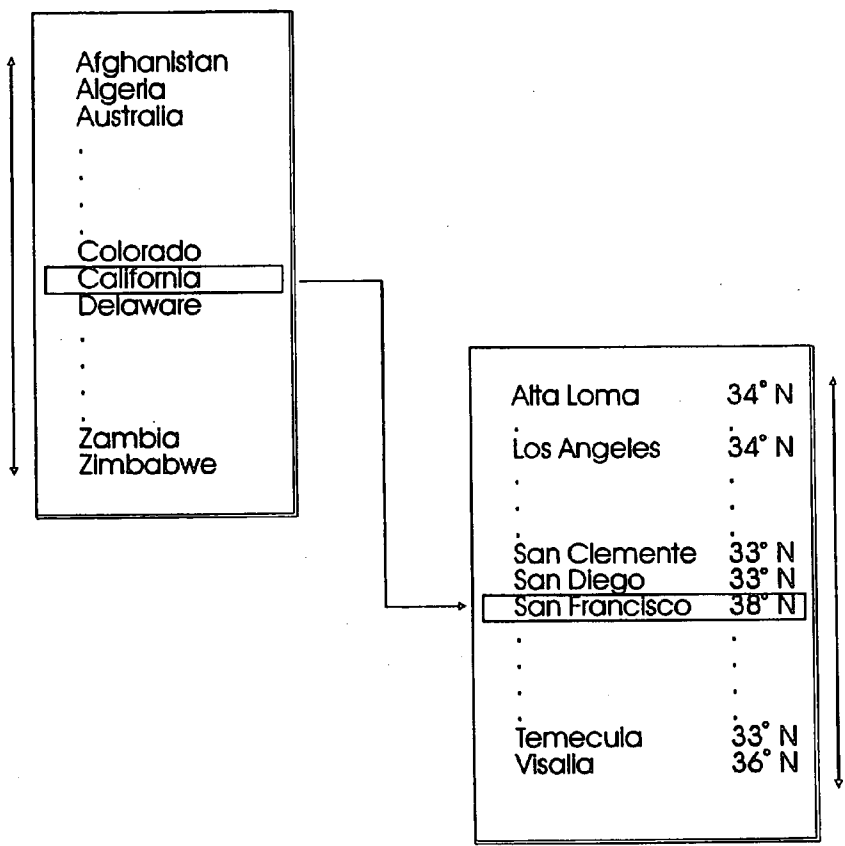 Afghanistan
Algeria
Australia
.
.
.
.
Colorado
California
Delaware
.
.
.
.
Zambia
Zimbabwe
Alta Loma 34° N
. .
Los Angeles 34° N
. .
. .
. .
San Clemente 33° N
San Diego 33° N
San Francisco 38° N
. .
. .
. .
. .
Temecula 33° N
Visalia 36° N